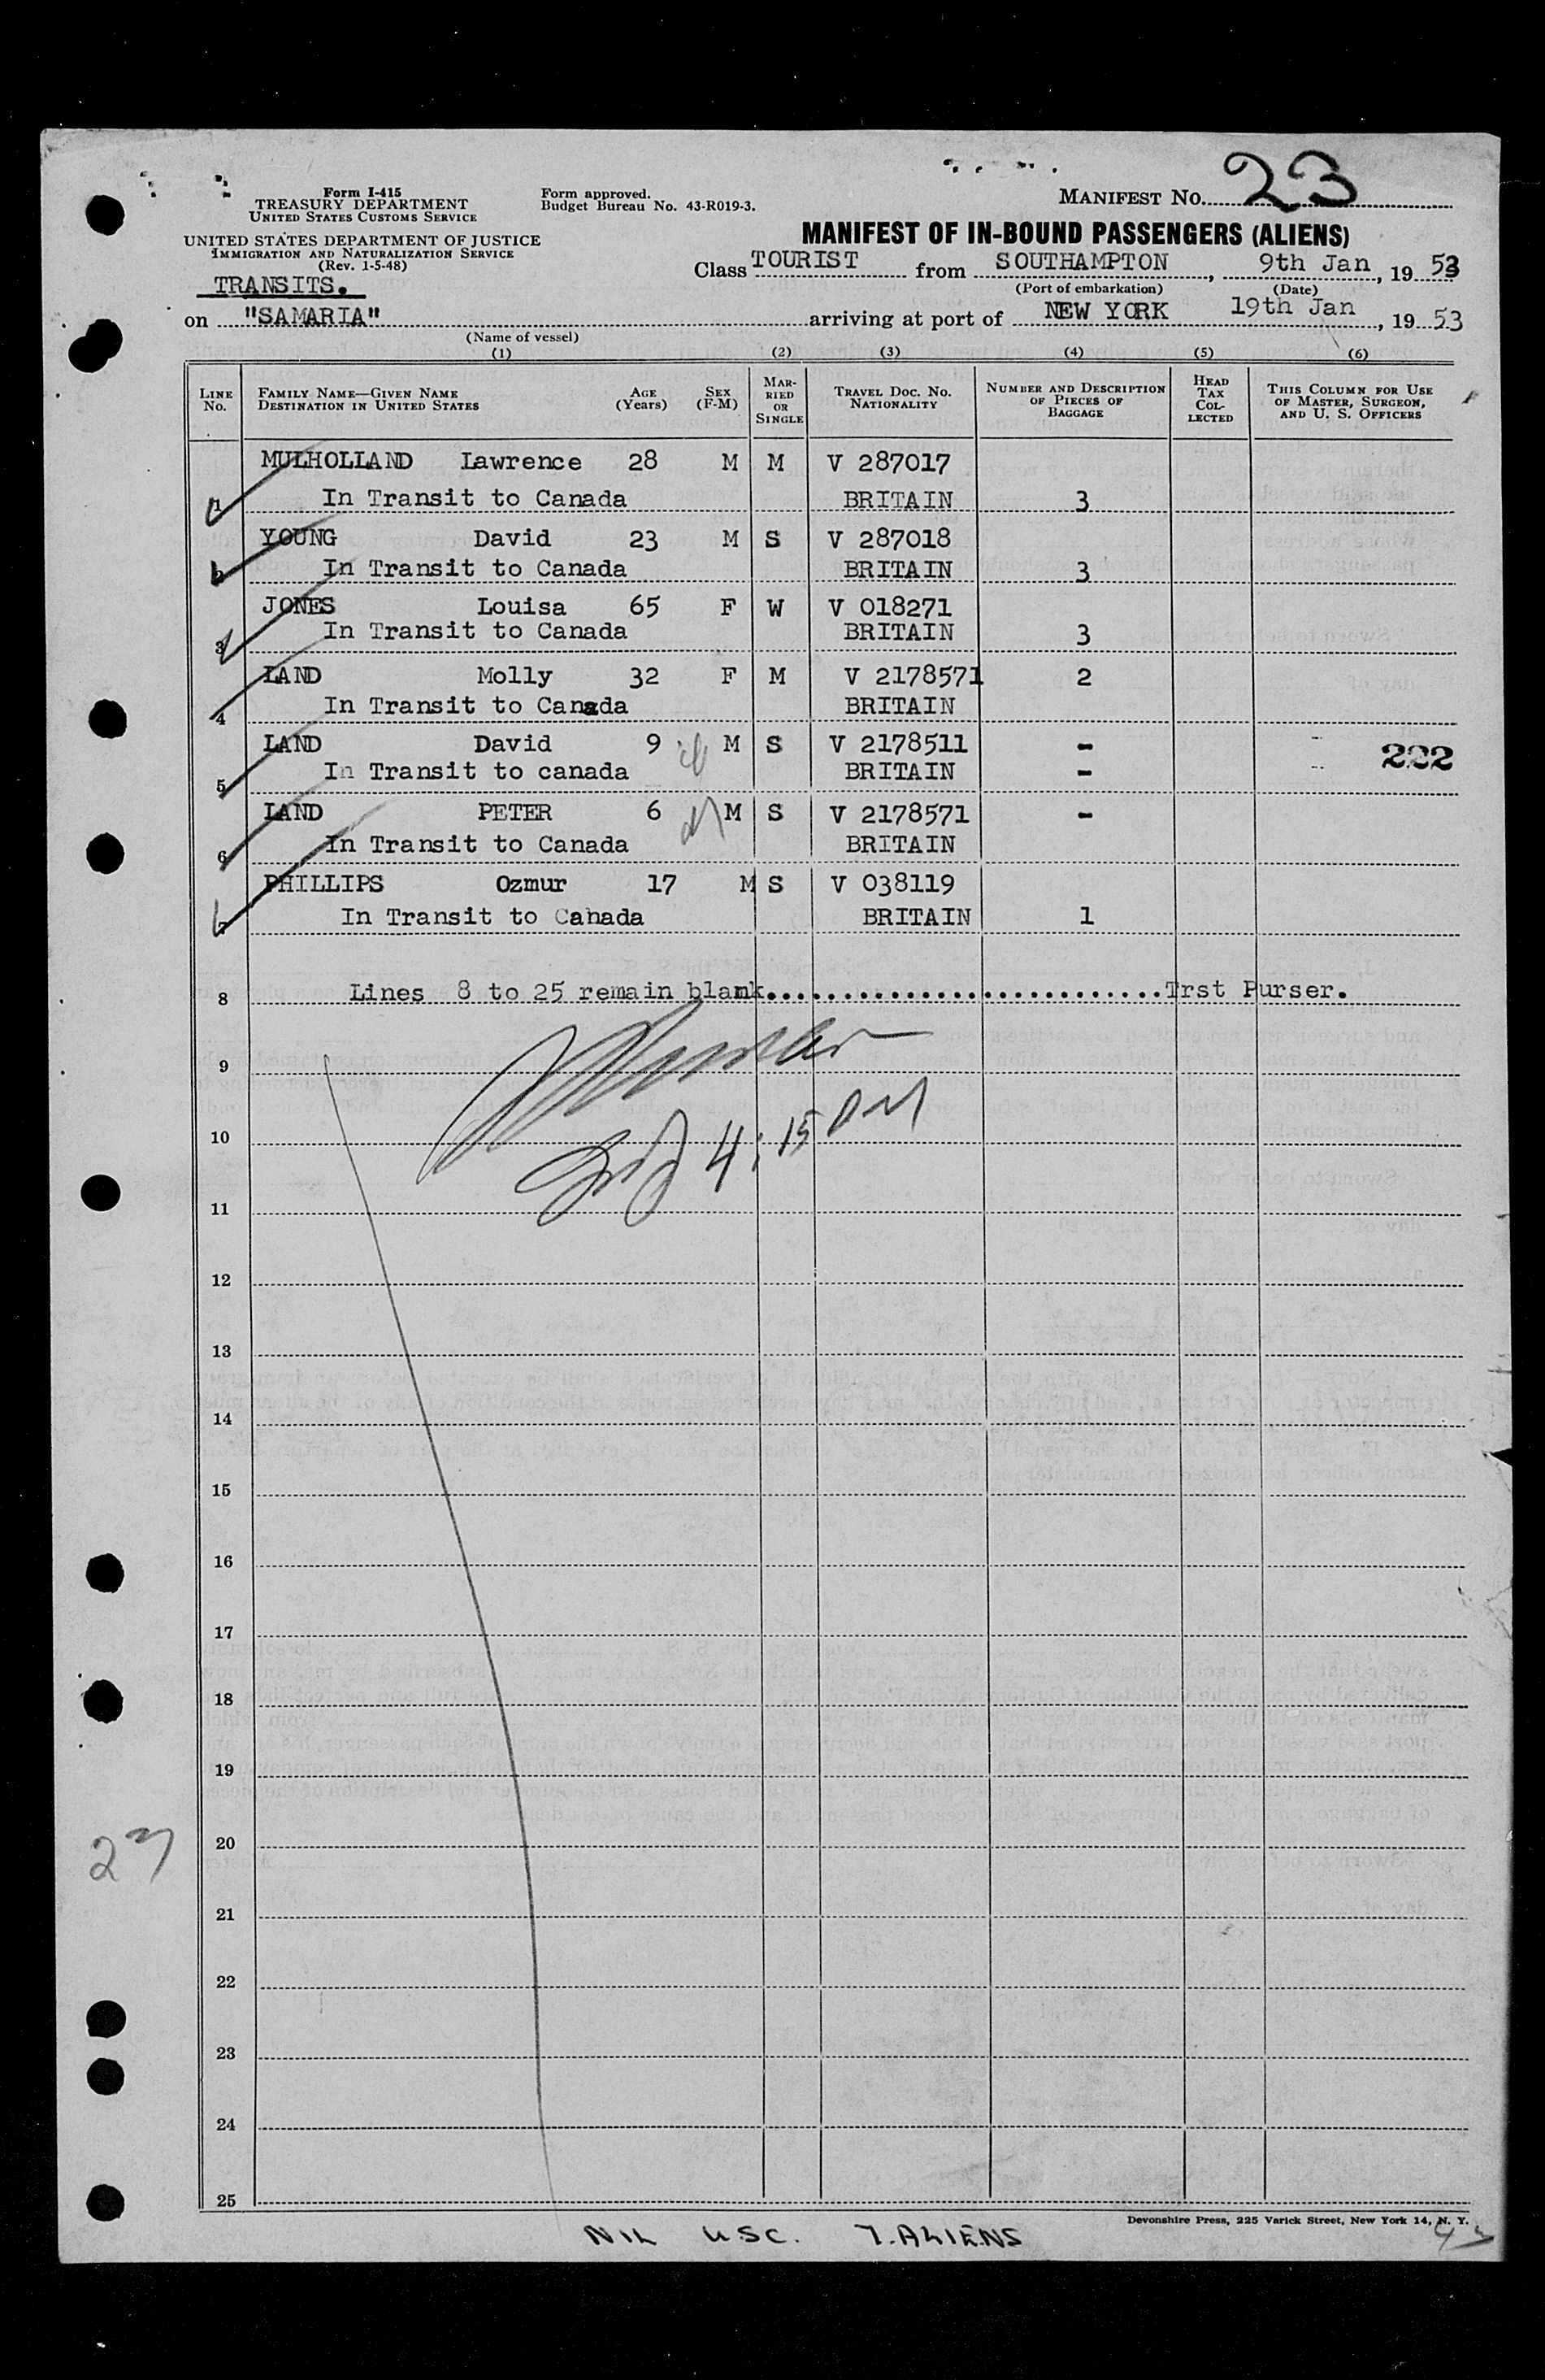 Form I-415
TREASURY DEPARTMENT
UNITED STATES CUSTOMS SERVICE
Form approved.
Budget Bureau No. 43-R019-3.
MANIFEST No. 23
UNITED STATES DEPARTMENT OF JUSTICE
IMMIGRATION AND NATURALIZATION SERVICE
(Rev. 1-5-48)
MANIFEST OF IN-BOUND PASSENGERS (ALIENS)
Class TOURIST from SOUTHAMPTON, 9th Jan, 19 53
(Port of embarkation) (Date)
TRANSITS.
on "SAMARIA" arriving at port of NEW YORK 19th Jan, 19 53
(Name of vessel)
(1) (2) (3) (4) (5) (6)
LINE No. FAMILY NAME—GIVEN NAME DESTINATION IN UNITED STATES AGE (Years) SEX (F-M) MARRIED OR SINGLE TRAVEL DOC. NO. NATIONALITY NUMBER AND DESCRIPTION OF PIECES OF BAGGAGE HEAD TAX COLLECTED THIS COLUMN FOR USE OF MASTER, SURGEON, AND U. S. OFFICERS
MULHOLLAND Lawrence 28 M M V 287017
1 In Transit to Canada BRITAIN 3
YOUNG David 23 M S V 287018
2 In Transit to Canada BRITAIN 3
JONES Louisa 65 F W V 018271
3 In Transit to Canada BRITAIN 3
LAND Molly 32 F M V 2178571 2
4 In Transit to Canada BRITAIN
LAND David 9 M S V 2178511 - 222
5 In Transit to canada BRITAIN -
LAND PETER 6 M S V 2178571 -
6 In Transit to Canada BRITAIN
PHILLIPS Ozmur 17 M S V 038119
7 In Transit to Cahada BRITAIN 1
8 Lines 8 to 25 remain blank..........................Trst Purser.
9
10 4:15 PM
11
12
13
14
15
16
17
18
19
20
23
21
22
23
24
25
Devonshire Press, 225 Varick Street, New York 14, N. Y.
NIL USC. 7. ALIENS